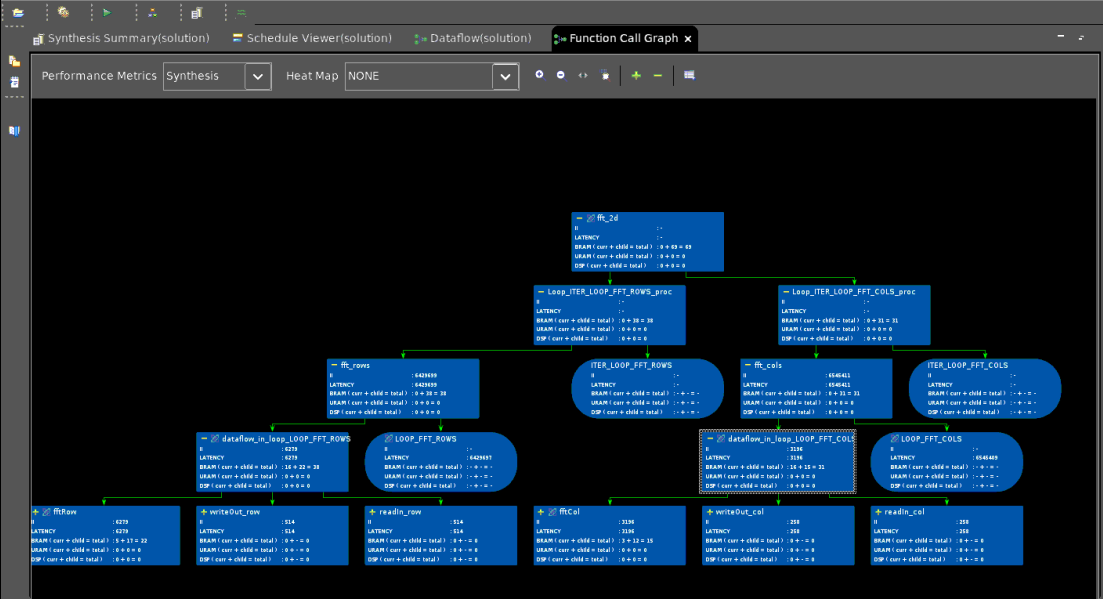 Synthesis Summary(solution) Schedule Viewer(solution) Dataflow(solution) Function Call Graph ×
Performance Metrics Synthesis Heat Map NONE
fft_2d
II : -
LATENCY : -
BRAM ( curr + child = total ) : 0 + 69 = 69
URAM ( curr + child = total ) : 0 + 0 = 0
DSP ( curr + child = total ) : 0 + 0 = 0
Loop_ITER_LOOP_FFT_ROWS_proc
II : -
LATENCY : -
BRAM ( curr + child = total ) : 0 + 38 = 38
URAM ( curr + child = total ) : 0 + 0 = 0
DSP ( curr + child = total ) : 0 + 0 = 0
Loop_ITER_LOOP_FFT_COLS_proc
II : -
LATENCY : -
BRAM ( curr + child = total ) : 0 + 31 = 31
URAM ( curr + child = total ) : 0 + 0 = 0
DSP ( curr + child = total ) : 0 + 0 = 0
fft_rows
II : 6429699
LATENCY : 6429699
BRAM ( curr + child = total ) : 0 + 38 = 38
URAM ( curr + child = total ) : 0 + 0 = 0
DSP ( curr + child = total ) : 0 + 0 = 0
ITER_LOOP_FFT_ROWS
II : -
LATENCY : -
BRAM ( curr + child = total ) : - + - = -
URAM ( curr + child = total ) : - + - = -
DSP ( curr + child = total ) : - + - = -
fft_cols
II : 6545411
LATENCY : 6545411
BRAM ( curr + child = total ) : 0 + 31 = 31
URAM ( curr + child = total ) : 0 + 0 = 0
DSP ( curr + child = total ) : 0 + 0 = 0
ITER_LOOP_FFT_COLS
II : -
LATENCY : -
BRAM ( curr + child = total ) : - + - = -
URAM ( curr + child = total ) : - + - = -
DSP ( curr + child = total ) : - + - = -
dataflow_in_loop_LOOP_FFT_ROWS
II : 6279
LATENCY : 6279
BRAM ( curr + child = total ) : 16 + 22 = 38
URAM ( curr + child = total ) : 0 + 0 = 0
DSP ( curr + child = total ) : 0 + 0 = 0
LOOP_FFT_ROWS
II : -
LATENCY : 6429697
BRAM ( curr + child = total ) : - + - = -
URAM ( curr + child = total ) : - + - = -
DSP ( curr + child = total ) : - + - = -
dataflow_in_loop_LOOP_FFT_COLS
II : 3196
LATENCY : 3196
BRAM ( curr + child = total ) : 16 + 15 = 31
URAM ( curr + child = total ) : 0 + 0 = 0
DSP ( curr + child = total ) : 0 + 0 = 0
LOOP_FFT_COLS
II : -
LATENCY : 6545409
BRAM ( curr + child = total ) : - + - = -
URAM ( curr + child = total ) : - + - = -
DSP ( curr + child = total ) : - + - = -
fftRow
II : 6279
LATENCY : 6279
BRAM ( curr + child = total ) : 5 + 17 = 22
URAM ( curr + child = total ) : 0 + 0 = 0
DSP ( curr + child = total ) : 0 + 0 = 0
writeOut_row
II : 514
LATENCY : 514
BRAM ( curr + child = total ) : 0 + - = 0
URAM ( curr + child = total ) : 0 + - = 0
DSP ( curr + child = total ) : 0 + - = 0
readIn_row
II : 514
LATENCY : 514
BRAM ( curr + child = total ) : 0 + - = 0
URAM ( curr + child = total ) : 0 + - = 0
DSP ( curr + child = total ) : 0 + - = 0
fftCol
II : 3196
LATENCY : 3196
BRAM ( curr + child = total ) : 3 + 12 = 15
URAM ( curr + child = total ) : 0 + 0 = 0
DSP ( curr + child = total ) : 0 + 0 = 0
writeOut_col
II : 258
LATENCY : 258
BRAM ( curr + child = total ) : 0 + - = 0
URAM ( curr + child = total ) : 0 + - = 0
DSP ( curr + child = total ) : 0 + - = 0
readIn_col
II : 258
LATENCY : 258
BRAM ( curr + child = total ) : 0 + - = 0
URAM ( curr + child = total ) : 0 + - = 0
DSP ( curr + child = total ) : 0 + - = 0